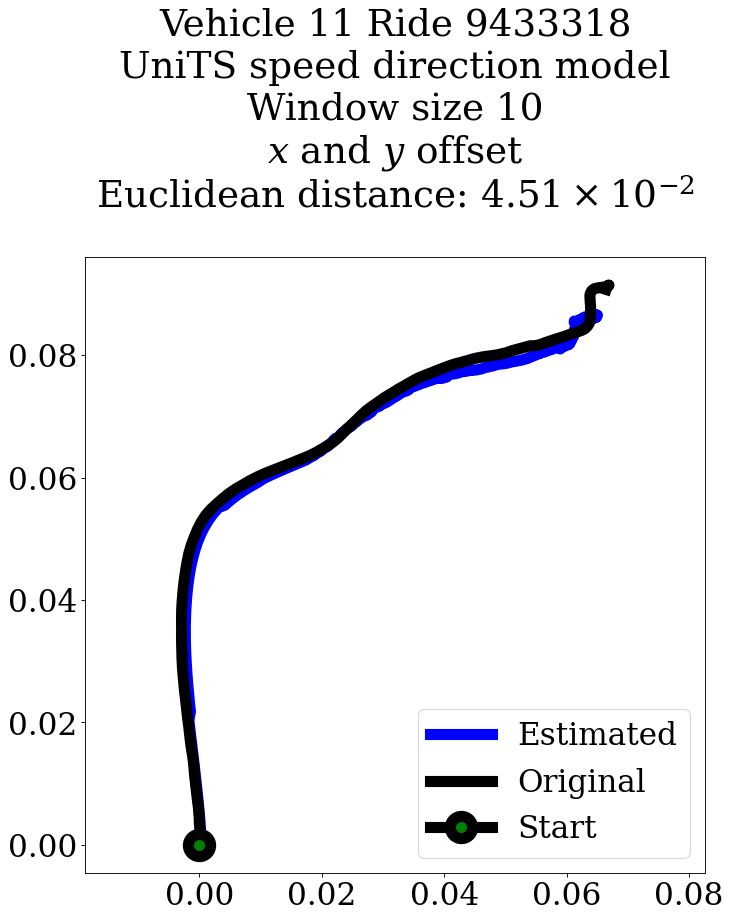 Vehicle 11 Ride 9433318
UniTS speed direction model
Window size 10
x and y offset
Euclidean distance: 4.51 × 10⁻²
0.08
0.06
0.04
0.02
0.00
Estimated
Original
Start
0.00 0.02 0.04 0.06 0.08